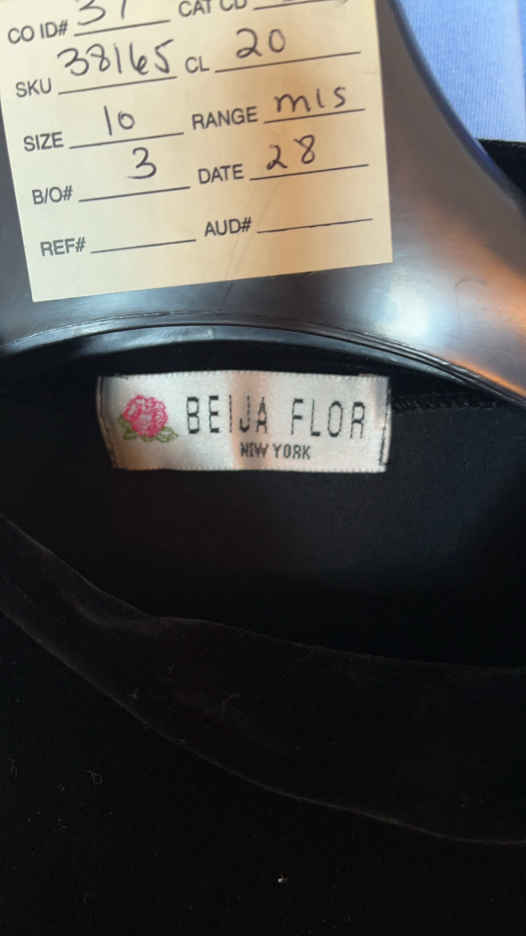 CO ID# 37 CAT CD
SKU 38165 CL 20
SIZE 10 RANGE mis
B/O# 3 DATE 28
REF# AUD#
BEIJA FLOR
NEW YORK